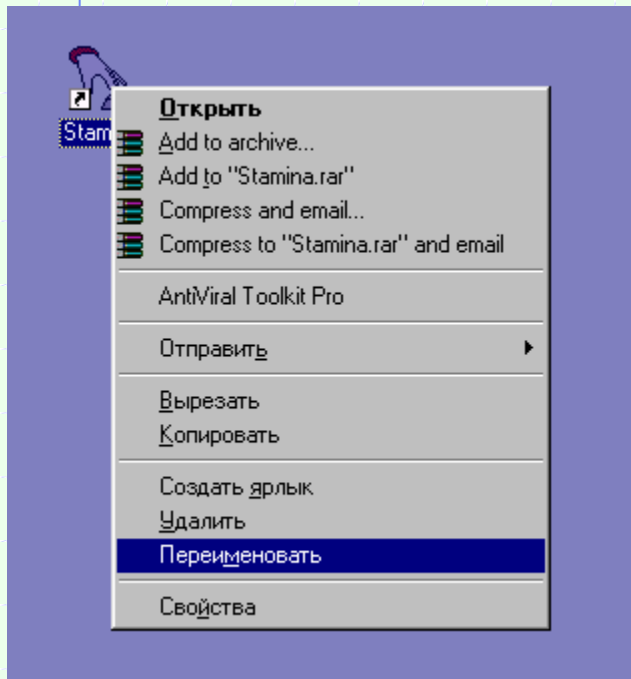 Stam
Открыть
Add to archive...
Add to "Stamina.rar"
Compress and email...
Compress to "Stamina.rar" and email
AntiViral Toolkit Pro
Отправить
Вырезать
Копировать
Создать ярлык
Удалить
Переименовать
Свойства